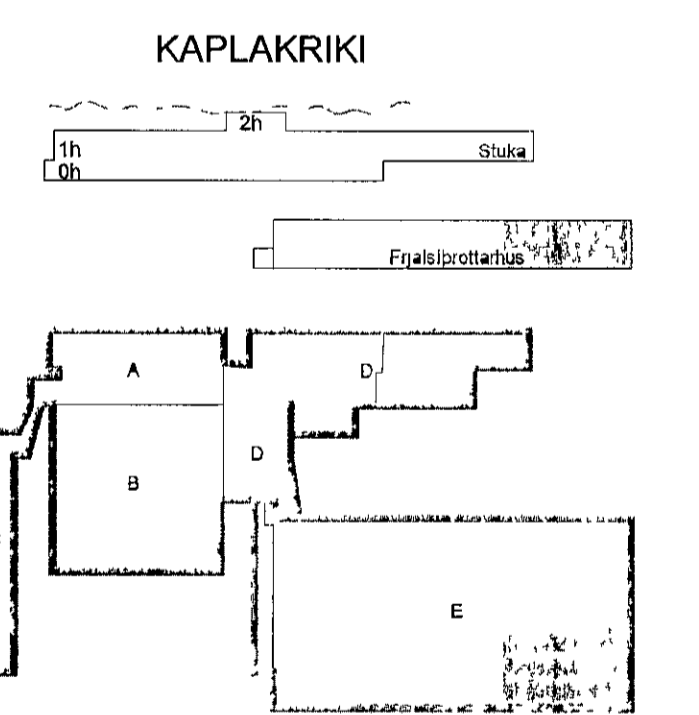 KAPLAKRIKI
2h
1h
Stuka
0h
Frjalsiþrottarhus
A
D
D
B
E